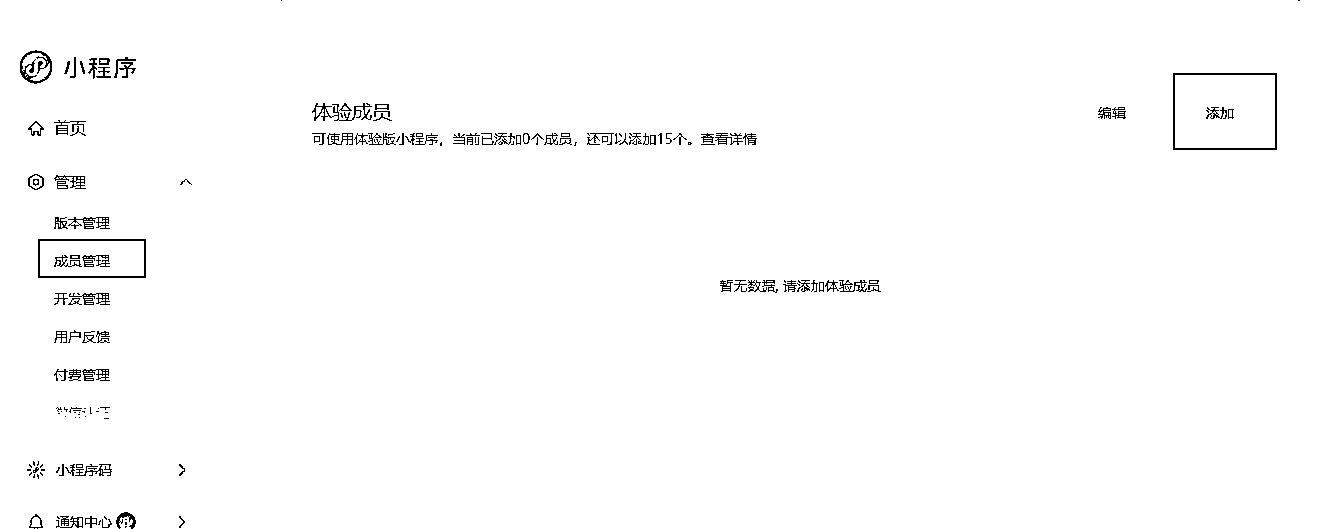 小程序
首页
管理
版本管理
成员管理
开发管理
用户反馈
付费管理
小程序码
通知中心
体验成员
编辑
添加
可使用体验版小程序，当前已添加0个成员，还可以添加15个。查看详情
暂无数据, 请添加体验成员